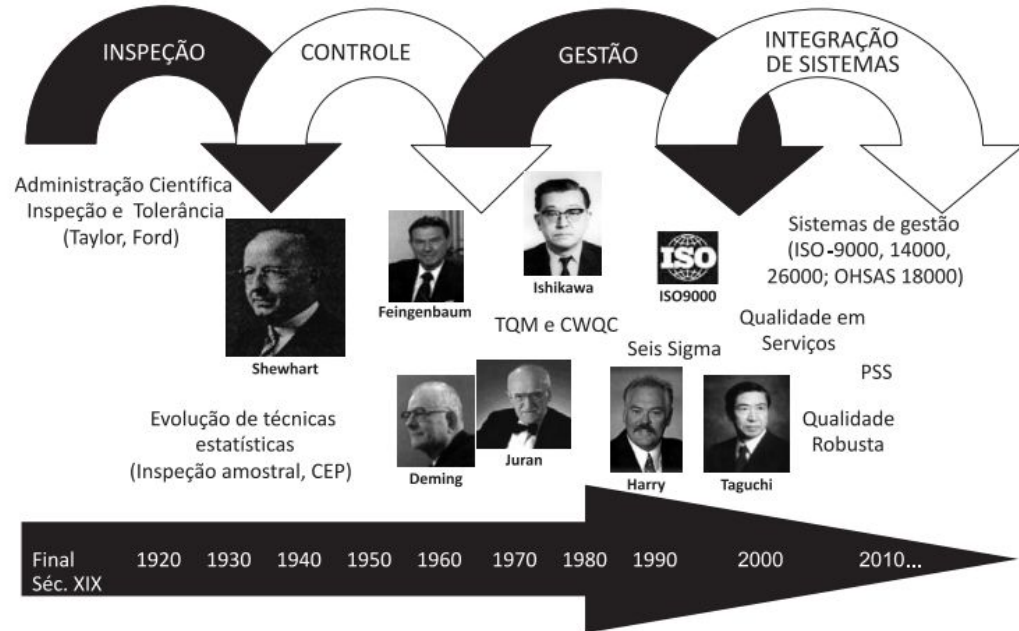 INSPEÇÃO
CONTROLE
GESTÃO
INTEGRAÇÃO
DE SISTEMAS
Administração Científica
Inspeção e Tolerância
(Taylor, Ford)
Shewhart
Feingenbaum
Ishikawa
ISO
ISO9000
Sistemas de gestão
(ISO-9000, 14000,
26000; OHSAS 18000)
TQM e CWQC
Qualidade em
Serviços
Seis Sigma
PSS
Evolução de técnicas
estatísticas
(Inspeção amostral, CEP)
Deming
Juran
Harry
Taguchi
Qualidade
Robusta
Final
Séc. XIX
1920 1930 1940 1950 1960 1970 1980 1990 2000 2010...